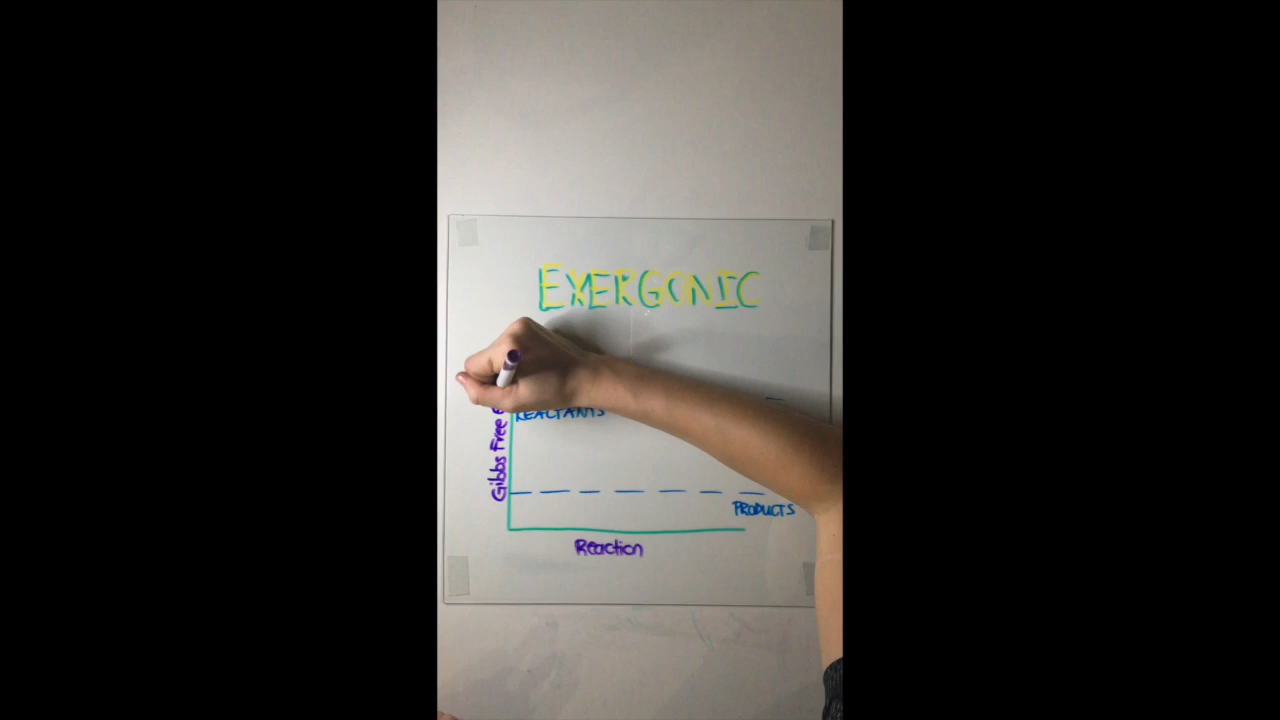 EXERGONIC
REACTANTS
Gibbs Free
PRODUCTS
Reaction